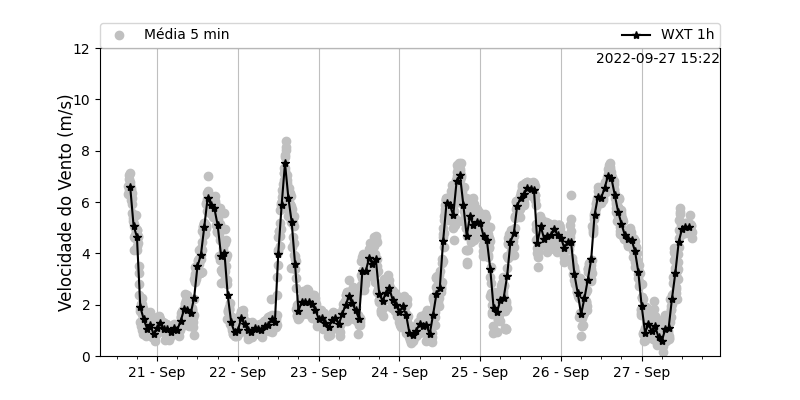 Média 5 min WXT 1h
2022-09-27 15:22
Velocidade do Vento (m/s)
12
10
8
6
4
2
0
21 - Sep 22 - Sep 23 - Sep 24 - Sep 25 - Sep 26 - Sep 27 - Sep